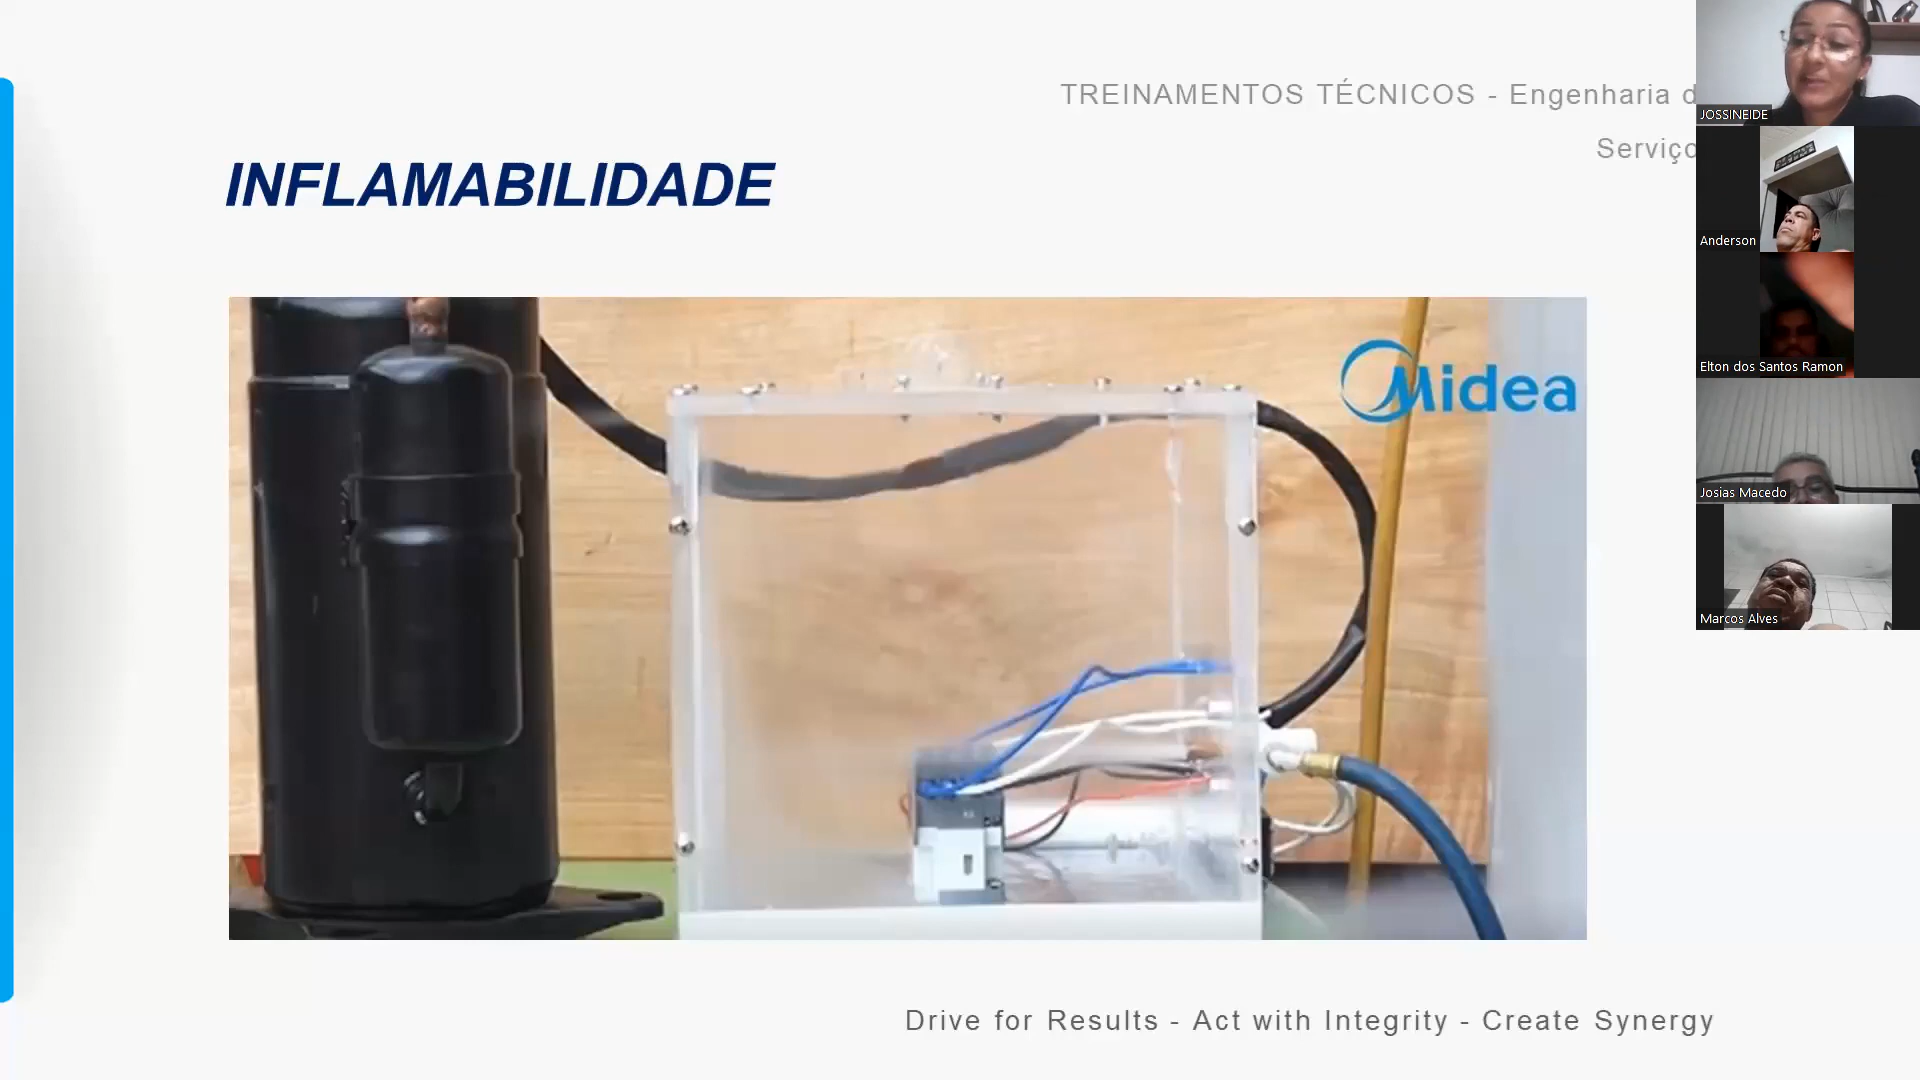 TREINAMENTOS TÉCNICOS - Engenharia d
Serviço
INFLAMABILIDADE
Midea
Drive for Results - Act with Integrity - Create Synergy
JOSSINEIDE
Anderson
Elton dos Santos Ramon
Josias Macedo
Marcos Alves